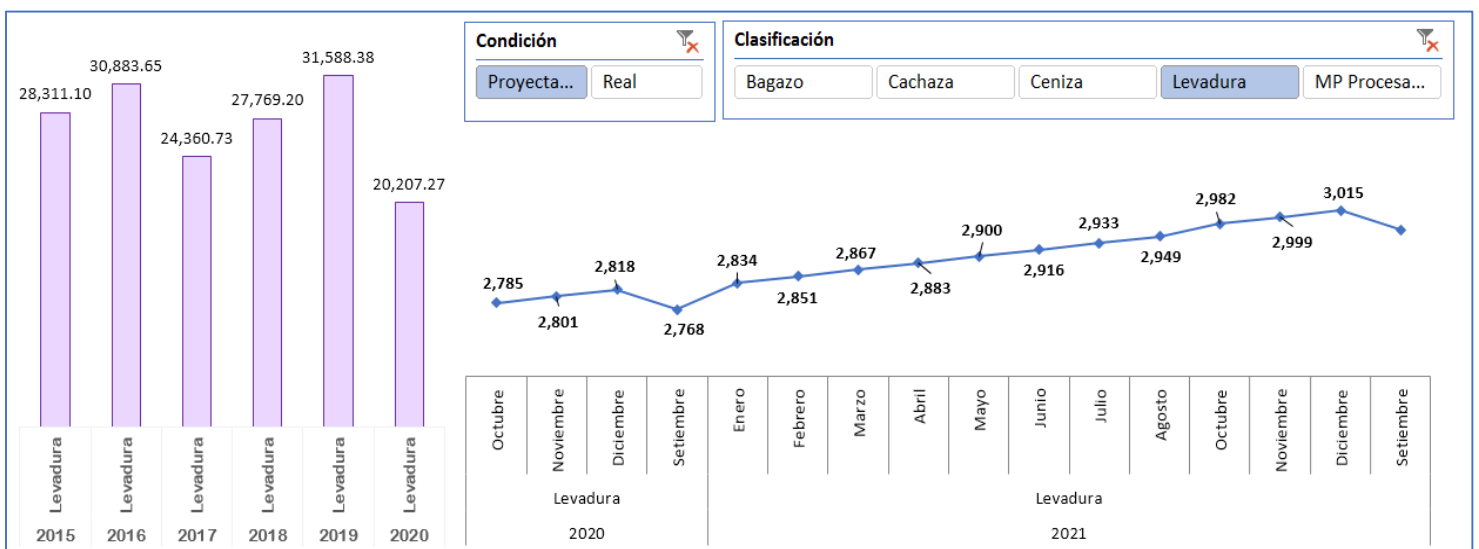 28,311.10
30,883.65
24,360.73
27,769.20
31,588.38
20,207.27
Levadura
Levadura
Levadura
Levadura
Levadura
Levadura
2015 2016 2017 2018 2019 2020
Condición
Proyecta... Real
Clasificación
Bagazo Cachaza Ceniza Levadura MP Procesa...
2,785
2,801
2,818
2,768
2,834
2,851
2,867
2,883
2,900
2,916
2,933
2,949
2,982
2,999
3,015
Octubre
Noviembre
Diciembre
Setiembre
Enero
Febrero
Marzo
Abril
Mayo
Junio
Julio
Agosto
Octubre
Noviembre
Diciembre
Setiembre
Levadura Levadura
2020 2021